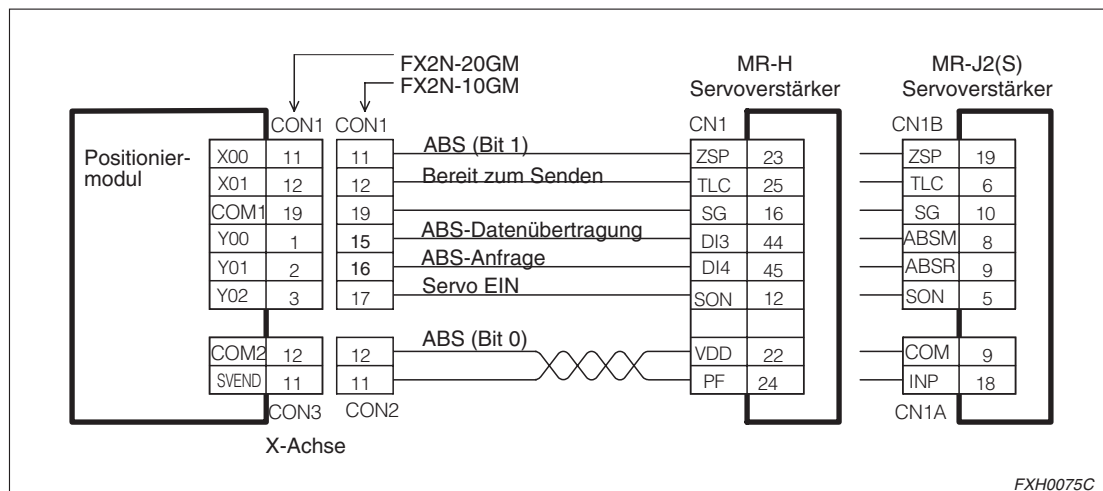 FX2N-20GM
FX2N-10GM
MR-H
Servoverstärker
MR-J2(S)
Servoverstärker
CON1 CON1 CN1 CN1B
Positionier-
modul
X00 11 11 ABS (Bit 1) ZSP 23 ZSP 19
X01 12 12 Bereit zum Senden TLC 25 TLC 6
COM1 19 19 SG 16 SG 10
Y00 1 15 ABS-Datenübertragung DI3 44 ABSM 8
Y01 2 16 ABS-Anfrage DI4 45 ABSR 9
Y02 3 17 Servo EIN SON 12 SON 5
COM2 12 12 ABS (Bit 0) VDD 22 COM 9
SVEND 11 11 PF 24 INP 18
CON3 CON2 CN1A
X-Achse
FXH0075C